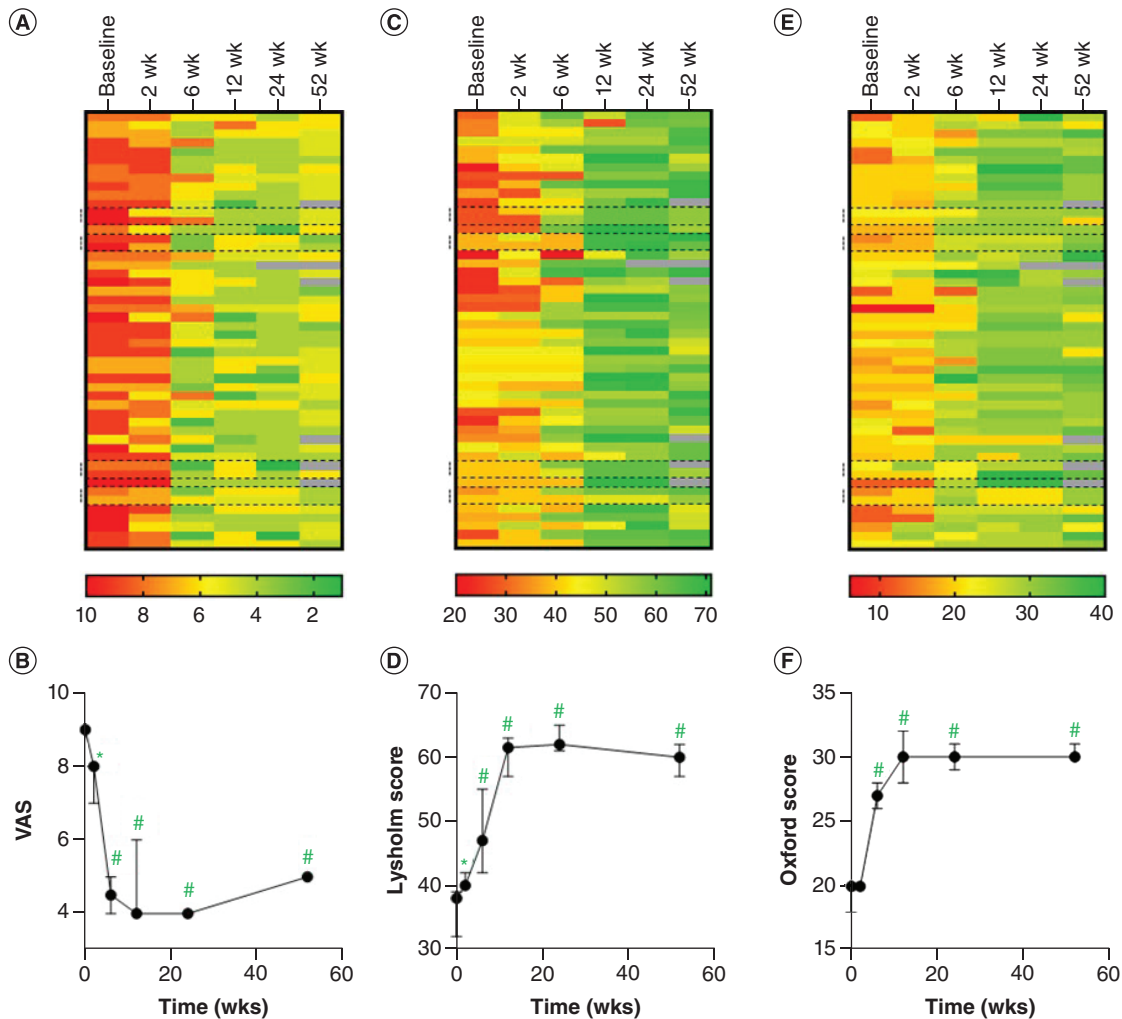 A
Baseline
2 wk
6 wk
12 wk
24 wk
52 wk
10 8 6 4 2
C
Baseline
2 wk
6 wk
12 wk
24 wk
52 wk
20 30 40 50 60 70
E
Baseline
2 wk
6 wk
12 wk
24 wk
52 wk
10 20 30 40
B
VAS
10
8
6
4
*
#
#
#
#
0 20 40 60
Time (wks)
D
Lysholm score
70
60
50
40
30
*
#
#
#
#
0 20 40 60
Time (wks)
F
Oxford score
35
30
25
20
15
#
#
#
#
0 20 40 60
Time (wks)